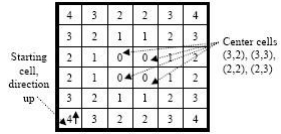 4 3 2 2 3 4
3 2 1 1 2 3
2 1 0 0 1 2
2 1 0 0 1 2
3 2 1 1 2 3
4 3 2 2 3 4
Starting
cell,
direction
up
Center cells
(3,2), (3,3),
(2,2), (2,3)